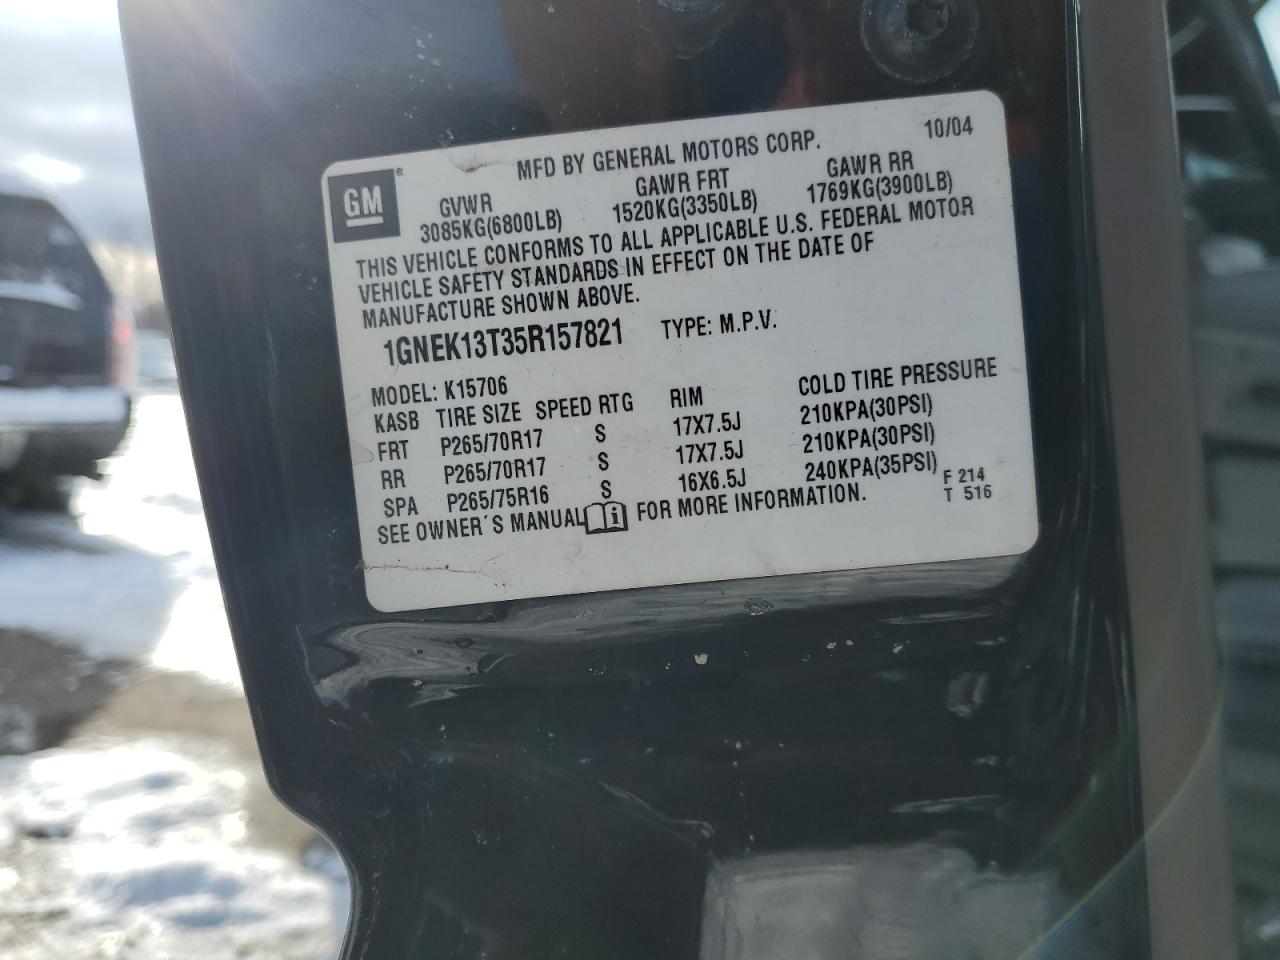 MFD BY GENERAL MOTORS CORP. 10/04
GM
GVWR GAWR FRT GAWR RR
3085KG(6800LB) 1520KG(3350LB) 1769KG(3900LB)
THIS VEHICLE CONFORMS TO ALL APPLICABLE U.S. FEDERAL MOTOR
VEHICLE SAFETY STANDARDS IN EFFECT ON THE DATE OF
MANUFACTURE SHOWN ABOVE.
1GNEK13T35R157821 TYPE: M.P.V.
MODEL: K15706
KASB TIRE SIZE SPEED RTG RIM COLD TIRE PRESSURE
FRT P265/70R17 S 17X7.5J 210KPA(30PSI)
RR P265/70R17 S 17X7.5J 210KPA(30PSI)
SPA P265/75R16 S 16X6.5J 240KPA(35PSI)
SEE OWNER'S MANUAL FOR MORE INFORMATION.
F 214
T 516